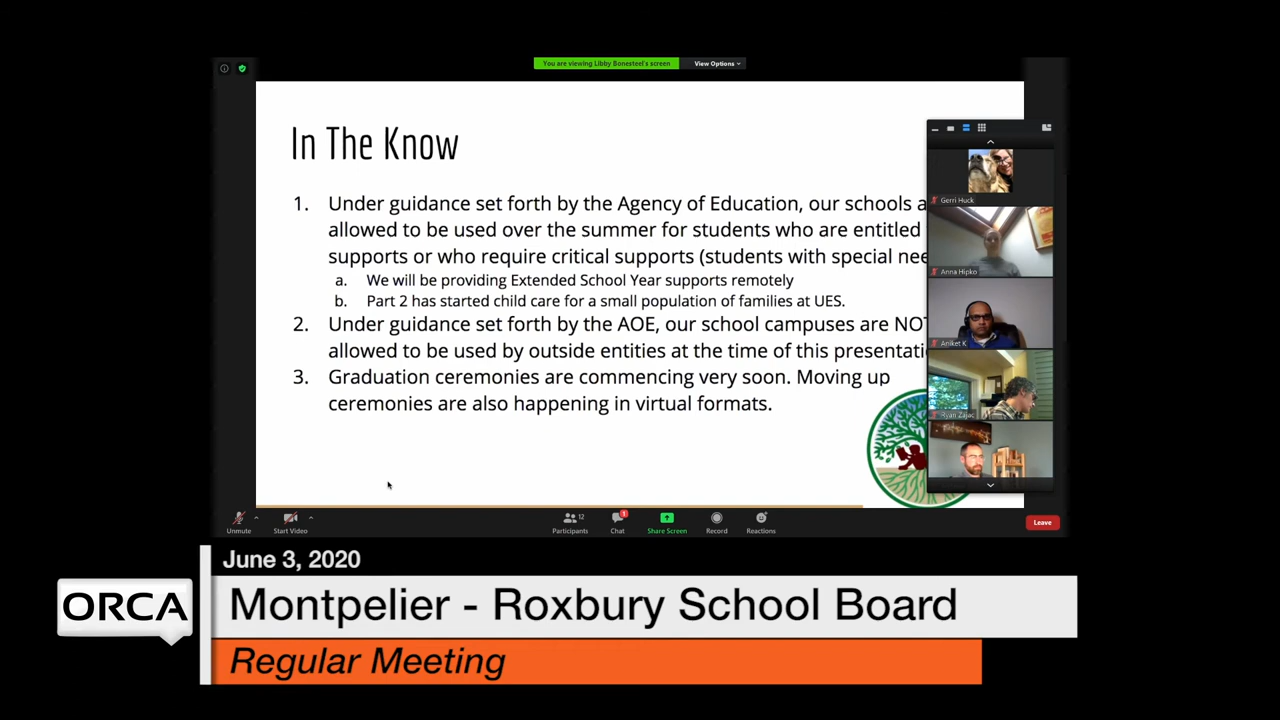 You are viewing Libby Bonesteel's screen
View Options
In The Know
1. Under guidance set forth by the Agency of Education, our schools a
allowed to be used over the summer for students who are entitled
supports or who require critical supports (students with special nee
a. We will be providing Extended School Year supports remotely
b. Part 2 has started child care for a small population of families at UES.
2. Under guidance set forth by the AOE, our school campuses are NOT
allowed to be used by outside entities at the time of this presentati
3. Graduation ceremonies are commencing very soon. Moving up
ceremonies are also happening in virtual formats.
Gerri Huck
Anna Hipko
Aniket K
Ryan Zajac
Unmute
Start Video
Participants
12
Chat
1
Share Screen
Record
Reactions
Leave
June 3, 2020
ORCA
Montpelier - Roxbury School Board
Regular Meeting